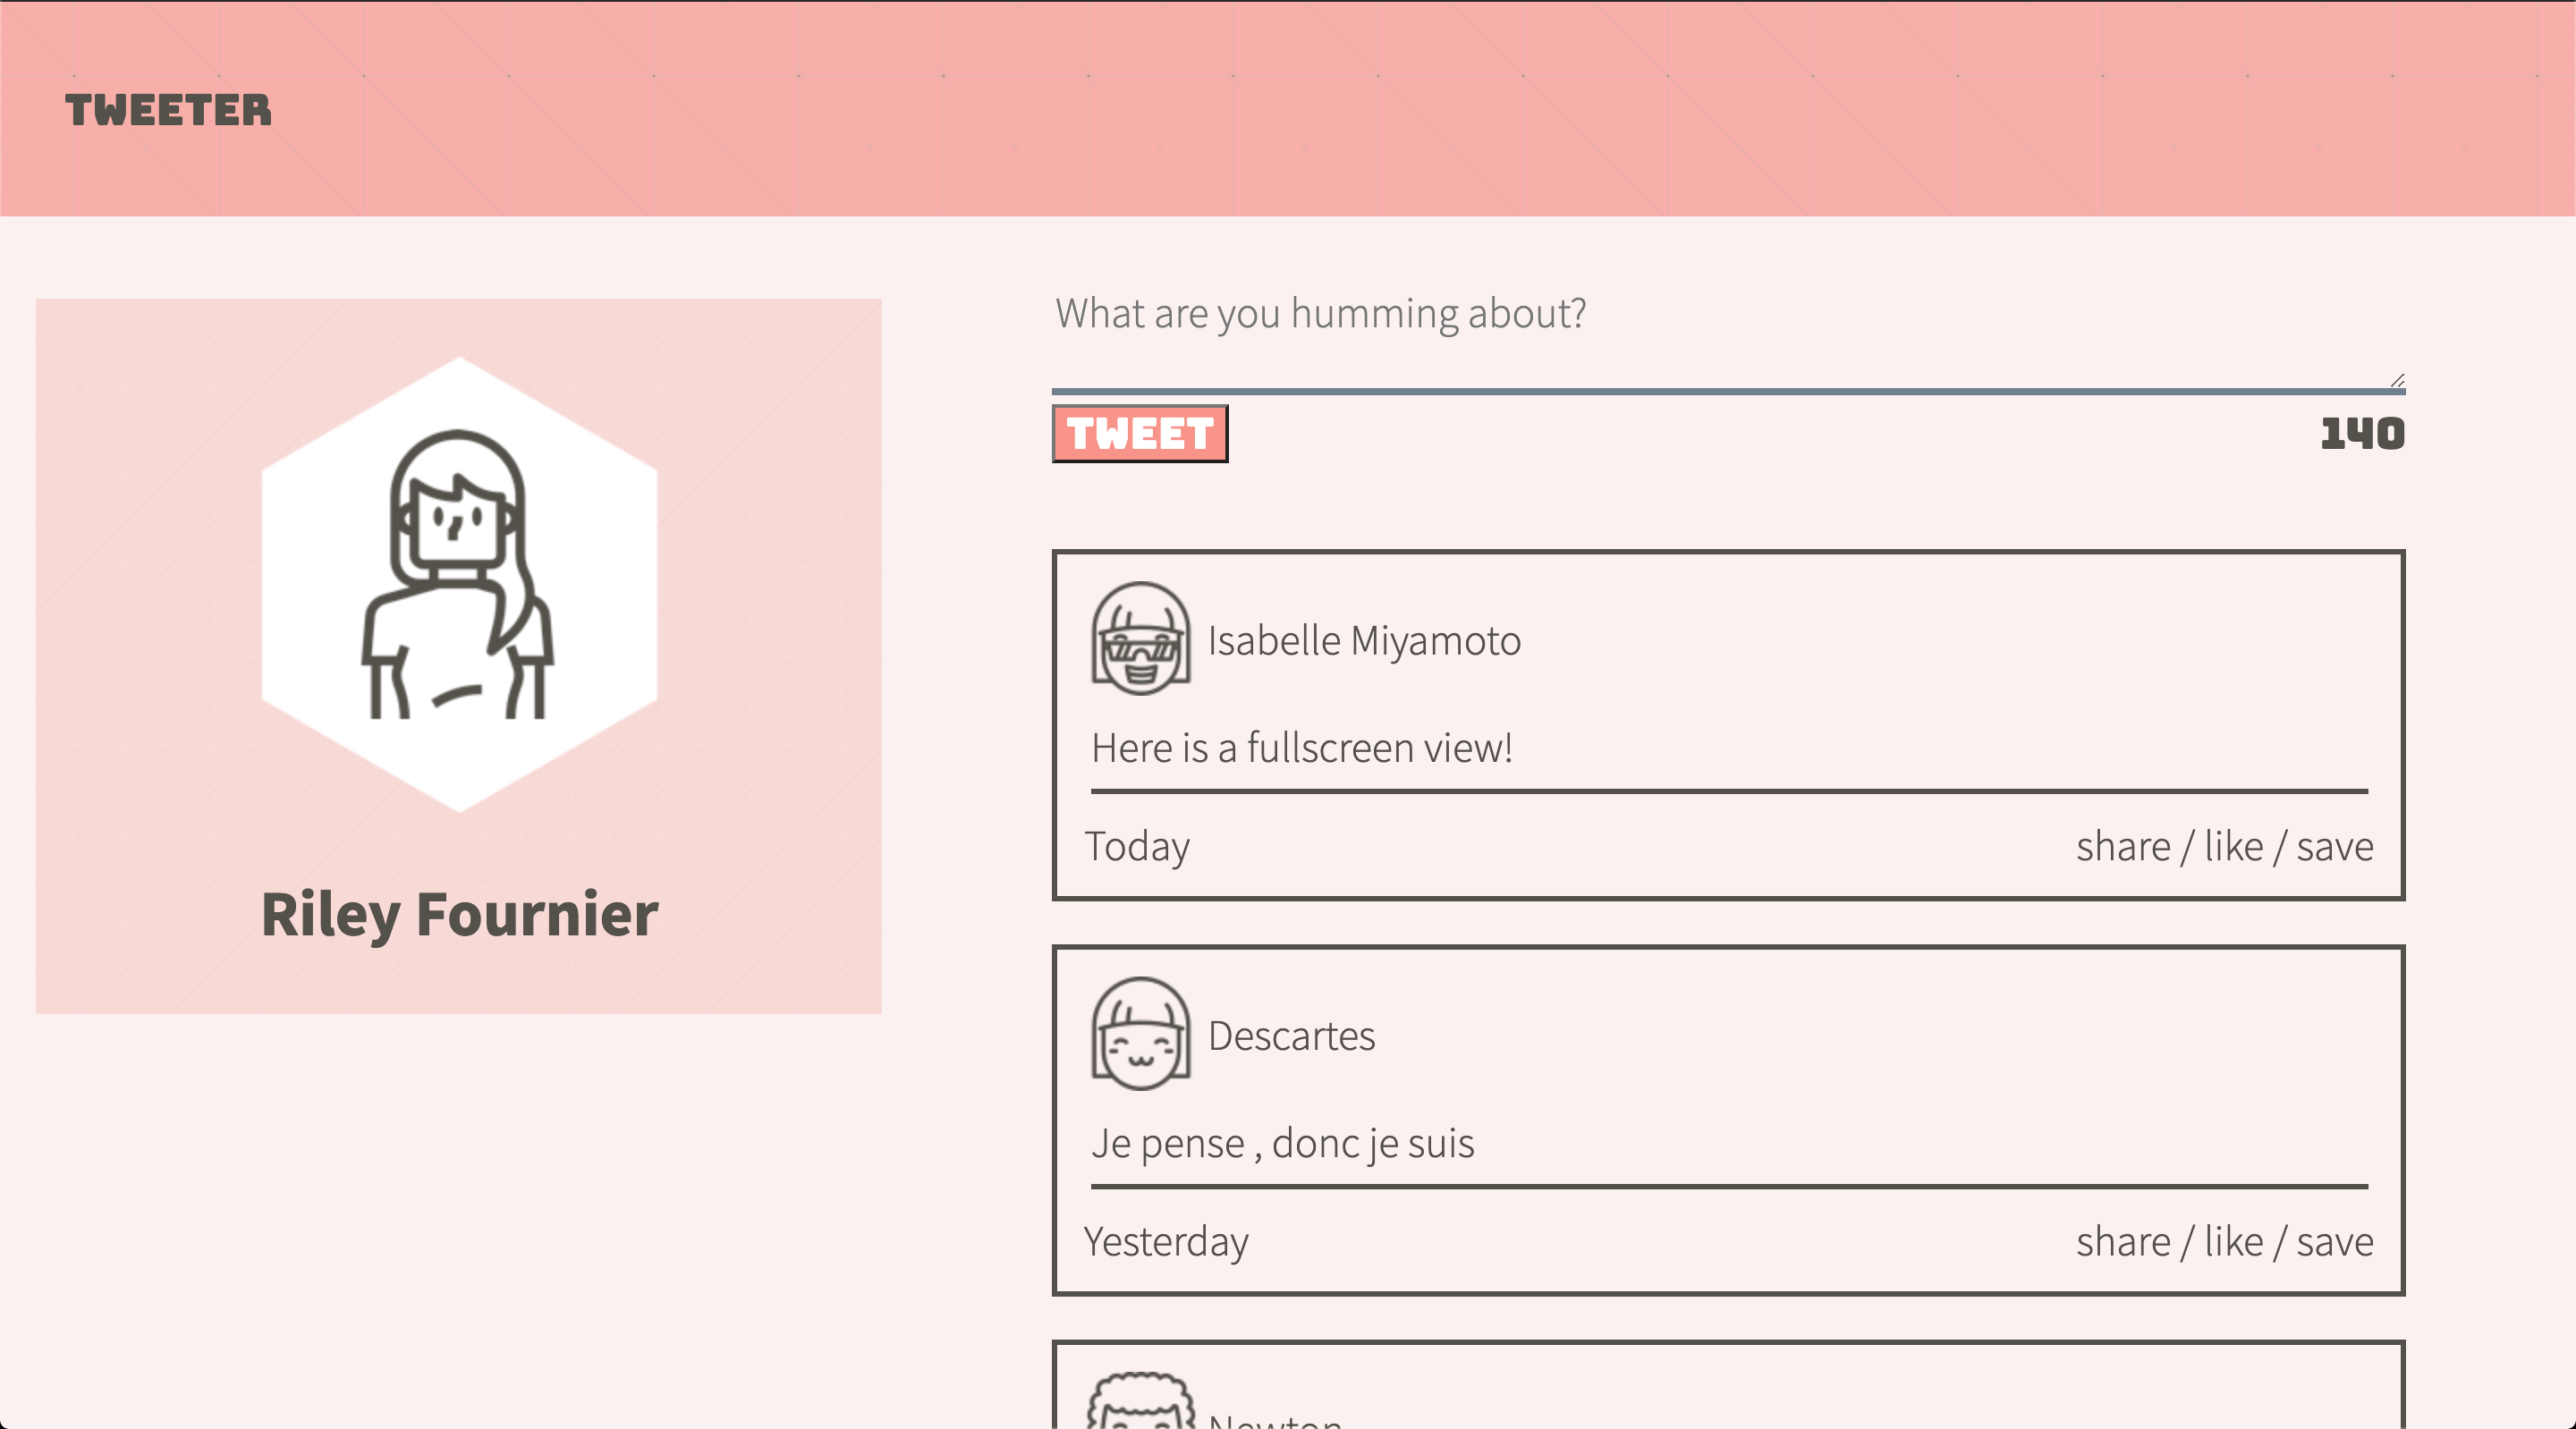 TWEETER
Riley Fournier
What are you humming about?
TWEET
140
Isabelle Miyamoto
Here is a fullscreen view!
Today
share / like / save
Descartes
Je pense , donc je suis
Yesterday
share / like / save
Newton